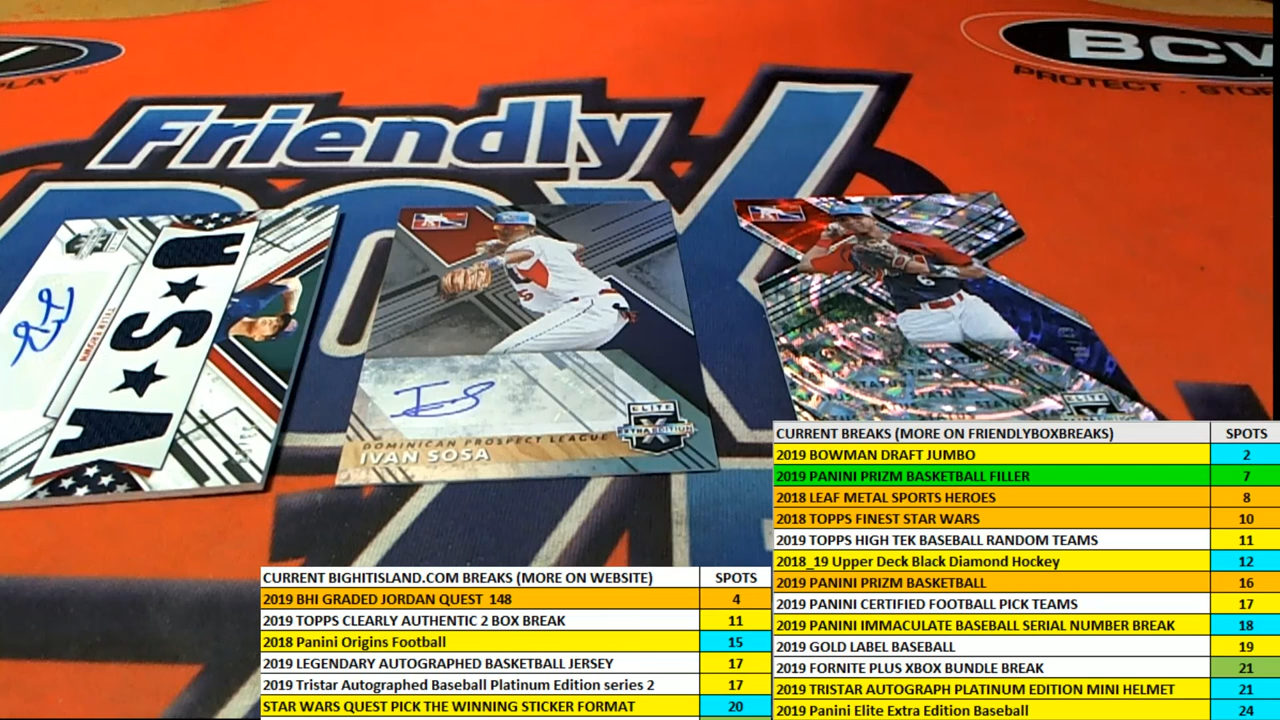 PLAY
BCW
PROTECT . STOR
Friendly
BOX
U★S★A
ELITE
EXTRA EDITION
DOMINICAN PROSPECT LEAGUE
IVAN SOSA
STATUS
CURRENT BREAKS (MORE ON FRIENDLYBOXBREAKS) SPOTS
2019 BOWMAN DRAFT JUMBO 2
2019 PANINI PRIZM BASKETBALL FILLER 7
2018 LEAF METAL SPORTS HEROES 8
2018 TOPPS FINEST STAR WARS 10
2019 TOPPS HIGH TEK BASEBALL RANDOM TEAMS 11
2018_19 Upper Deck Black Diamond Hockey 12
2019 PANINI PRIZM BASKETBALL 16
2019 PANINI CERTIFIED FOOTBALL PICK TEAMS 17
2019 PANINI IMMACULATE BASEBALL SERIAL NUMBER BREAK 18
2019 GOLD LABEL BASEBALL 19
2019 FORNITE PLUS XBOX BUNDLE BREAK 21
2019 TRISTAR AUTOGRAPH PLATINUM EDITION MINI HELMET 21
2019 Panini Elite Extra Edition Baseball 24
CURRENT BIGHITISLAND.COM BREAKS (MORE ON WEBSITE) SPOTS
2019 BHI GRADED JORDAN QUEST 148 4
2019 TOPPS CLEARLY AUTHENTIC 2 BOX BREAK 11
2018 Panini Origins Football 15
2019 LEGENDARY AUTOGRAPHED BASKETBALL JERSEY 17
2019 Tristar Autographed Baseball Platinum Edition series 2 17
STAR WARS QUEST PICK THE WINNING STICKER FORMAT 20